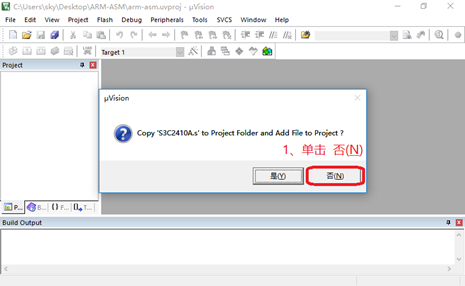 C:\Users\sky\Desktop\ARM-ASM\arm-asm.uvproj - µVision
File Edit View Project Flash Debug Peripherals Tools SVCS Window Help
Target 1
Project
µVision
Copy 'S3C2410A.s' to Project Folder and Add File to Project ?
1、单击 否(N)
是(Y)
否(N)
P... B... {} F... T...
Build Output